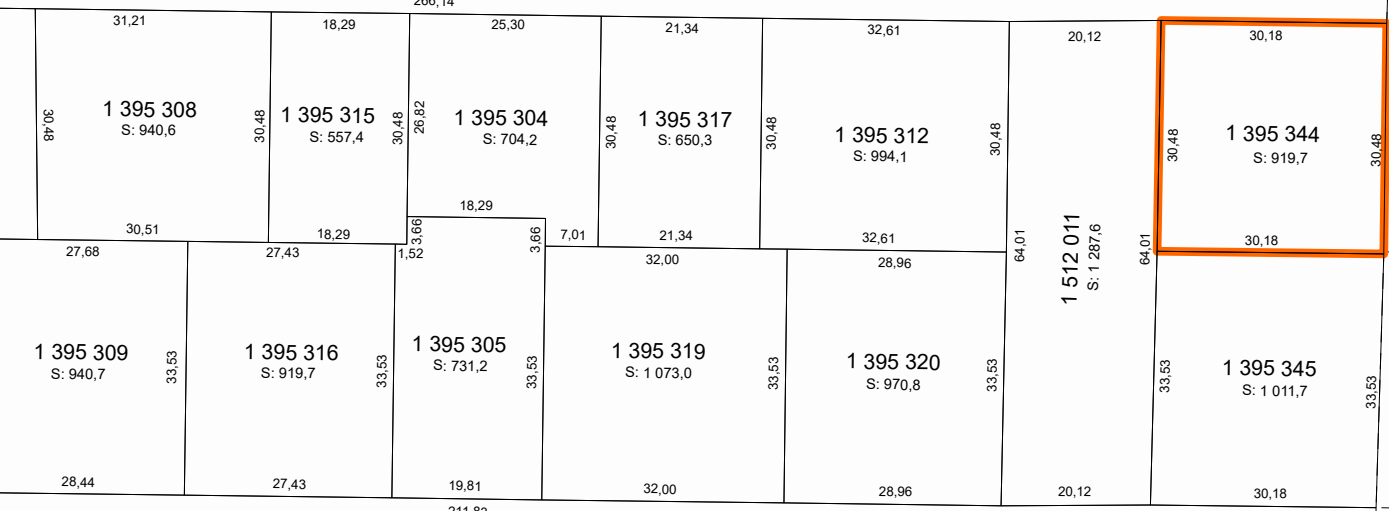 266,14
31,21
18,29
25,30
21,34
32,61
20,12
30,18
30,48
1 395 308
S: 940,6
30,48
1 395 315
S: 557,4
30,48
26,82
1 395 304
S: 704,2
30,48
1 395 317
S: 650,3
30,48
1 395 312
S: 994,1
30,48
30,48
1 395 344
S: 919,7
30,48
30,51
18,29
3,66
18,29
3,66
7,01
21,34
32,61
64,01
1 512 011
S: 1 287,6
64,01
30,18
27,68
27,43
1,52
32,00
28,96
1 395 309
S: 940,7
33,53
1 395 316
S: 919,7
33,53
1 395 305
S: 731,2
33,53
1 395 319
S: 1 073,0
33,53
1 395 320
S: 970,8
33,53
33,53
1 395 345
S: 1 011,7
33,53
28,44
27,43
19,81
32,00
28,96
20,12
30,18
211,82